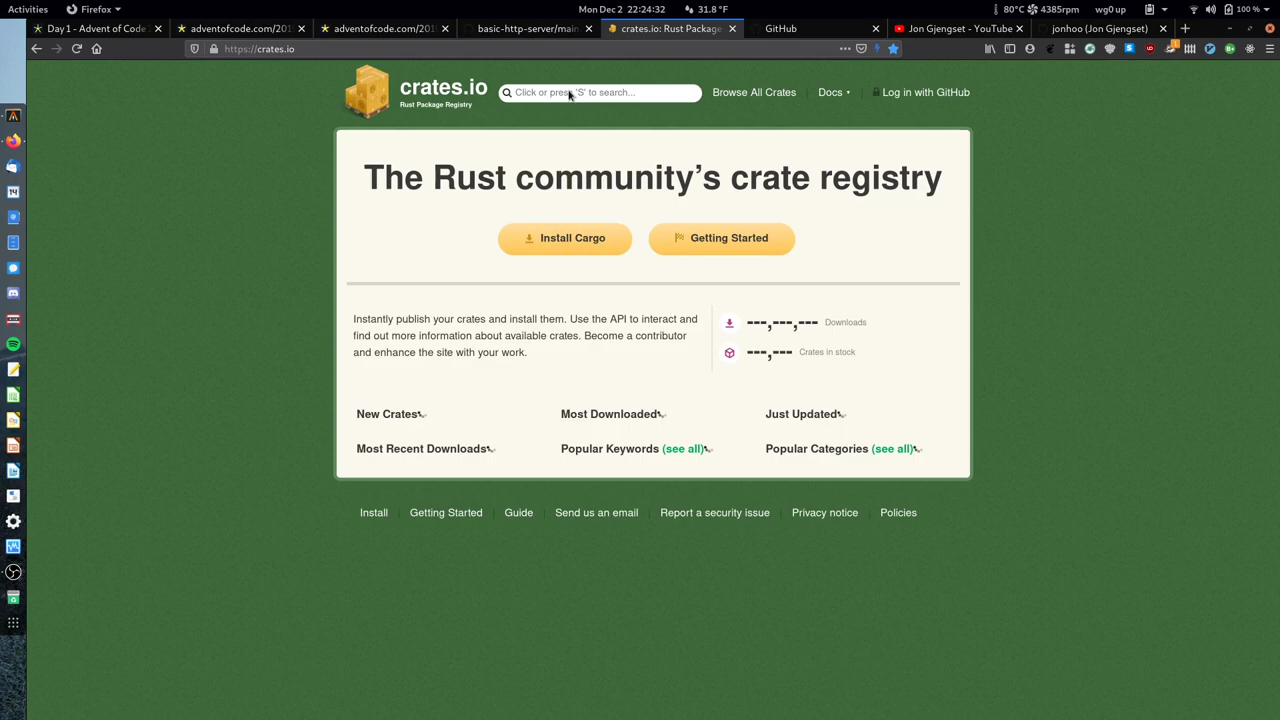 Activities Firefox Mon Dec 2 22:24:32 31.8 °F 80°C 4385rpm wg0 up 100 %
Day 1 - Advent of Code adventofcode.com/201 adventofcode.com/201 basic-http-server/main crates.io: Rust Package GitHub Jon Gjengset - YouTube jonhoo (Jon Gjengset)
https://crates.io
crates.io
Rust Package Registry
Click or press 'S' to search...
Browse All Crates Docs Log in with GitHub
The Rust community’s crate registry
Install Cargo Getting Started
Instantly publish your crates and install them. Use the API to interact and
find out more information about available crates. Become a contributor
and enhance the site with your work.
---,---,--- Downloads
---,--- Crates in stock
New Crates Most Downloaded Just Updated
Most Recent Downloads Popular Keywords (see all) Popular Categories (see all)
Install Getting Started Guide Send us an email Report a security issue Privacy notice Policies